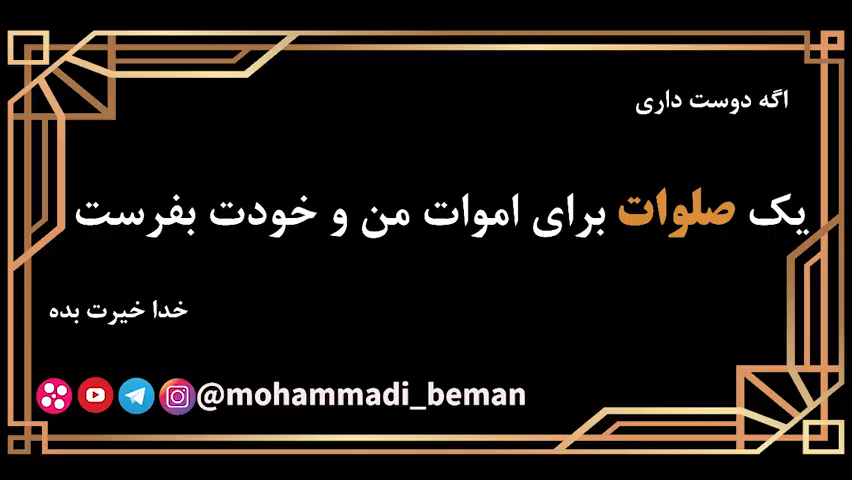 اگه دوست داری
یک صلوات برای اموات من و خودت بفرست
خدا خیرت بده
@mohammadi_beman